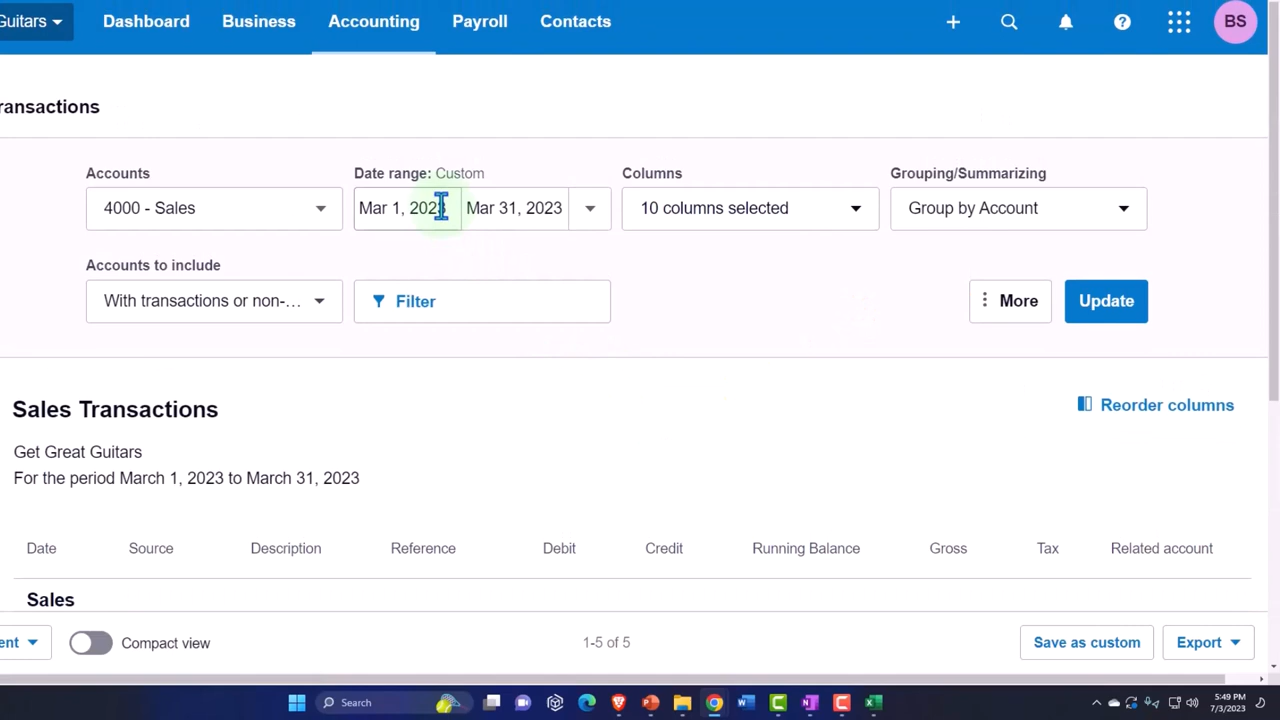 Guitars Dashboard Business Accounting Payroll Contacts BS
ransactions
Accounts Date range: Custom Columns Grouping/Summarizing
4000 - Sales Mar 1, 2023 Mar 31, 2023 10 columns selected Group by Account
Accounts to include
With transactions or non-... Filter More Update
Sales Transactions Reorder columns
Get Great Guitars
For the period March 1, 2023 to March 31, 2023
Date Source Description Reference Debit Credit Running Balance Gross Tax Related account
Sales
ent Compact view 1-5 of 5 Save as custom Export
Search 5:49 PM
7/3/2023